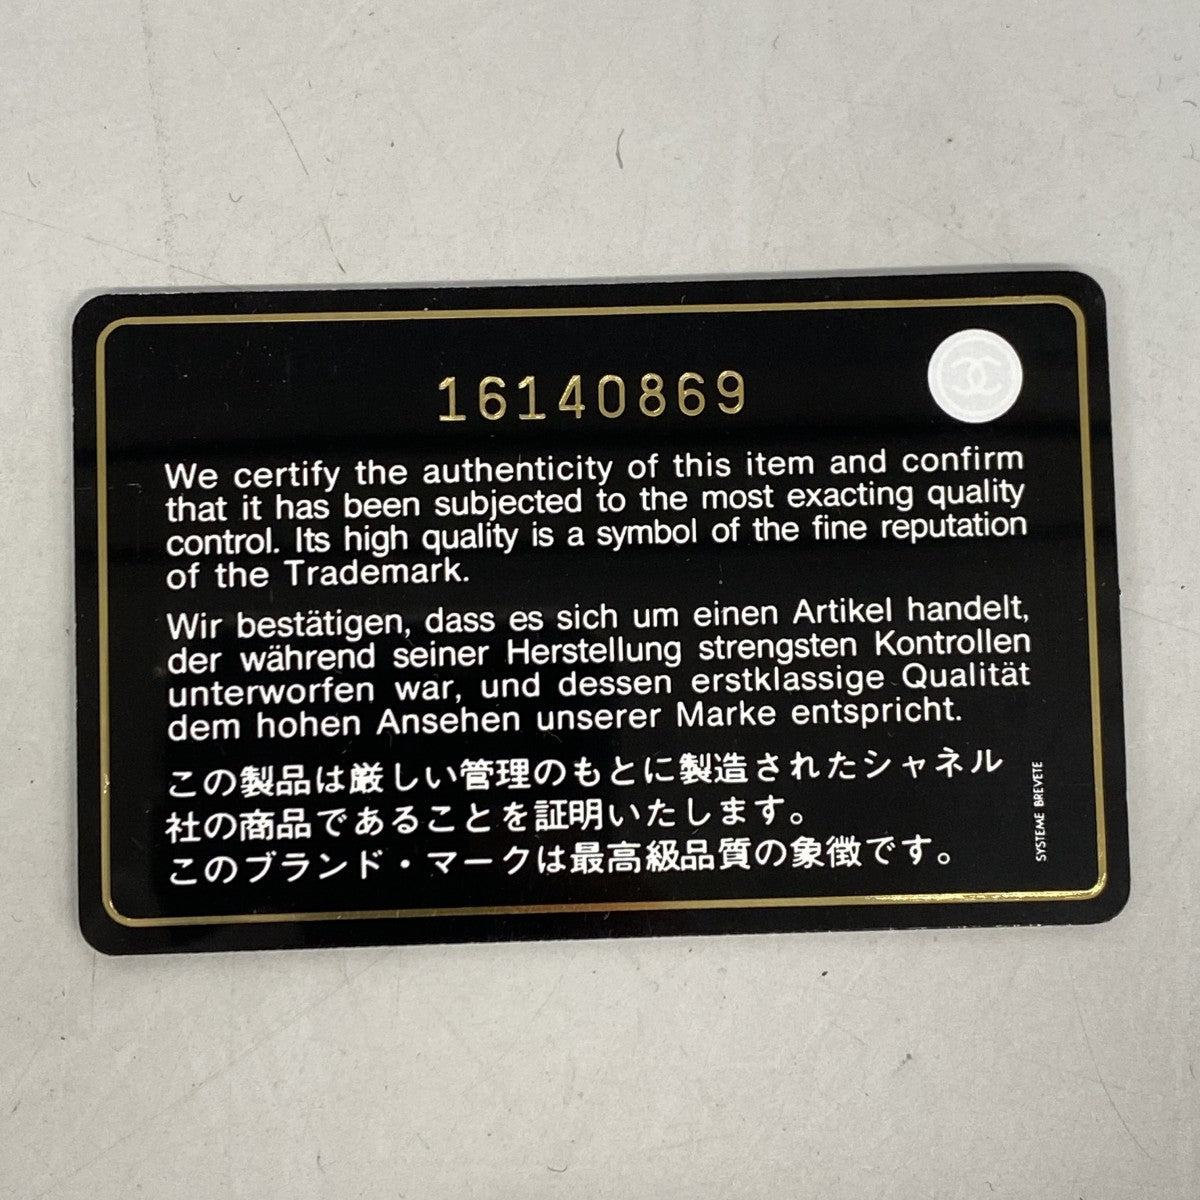 16140869
We certify the authenticity of this item and confirm
that it has been subjected to the most exacting quality
control. Its high quality is a symbol of the fine reputation
of the Trademark.
Wir bestätigen, dass es sich um einen Artikel handelt,
der während seiner Herstellung strengsten Kontrollen
unterworfen war, und dessen erstklassige Qualität
dem hohen Ansehen unserer Marke entspricht.
この製品は厳しい管理のもとに製造されたシャネル
社の商品であることを証明いたします。
このブランド・マークは最高級品質の象徴です。
SYSTEME BREVETE